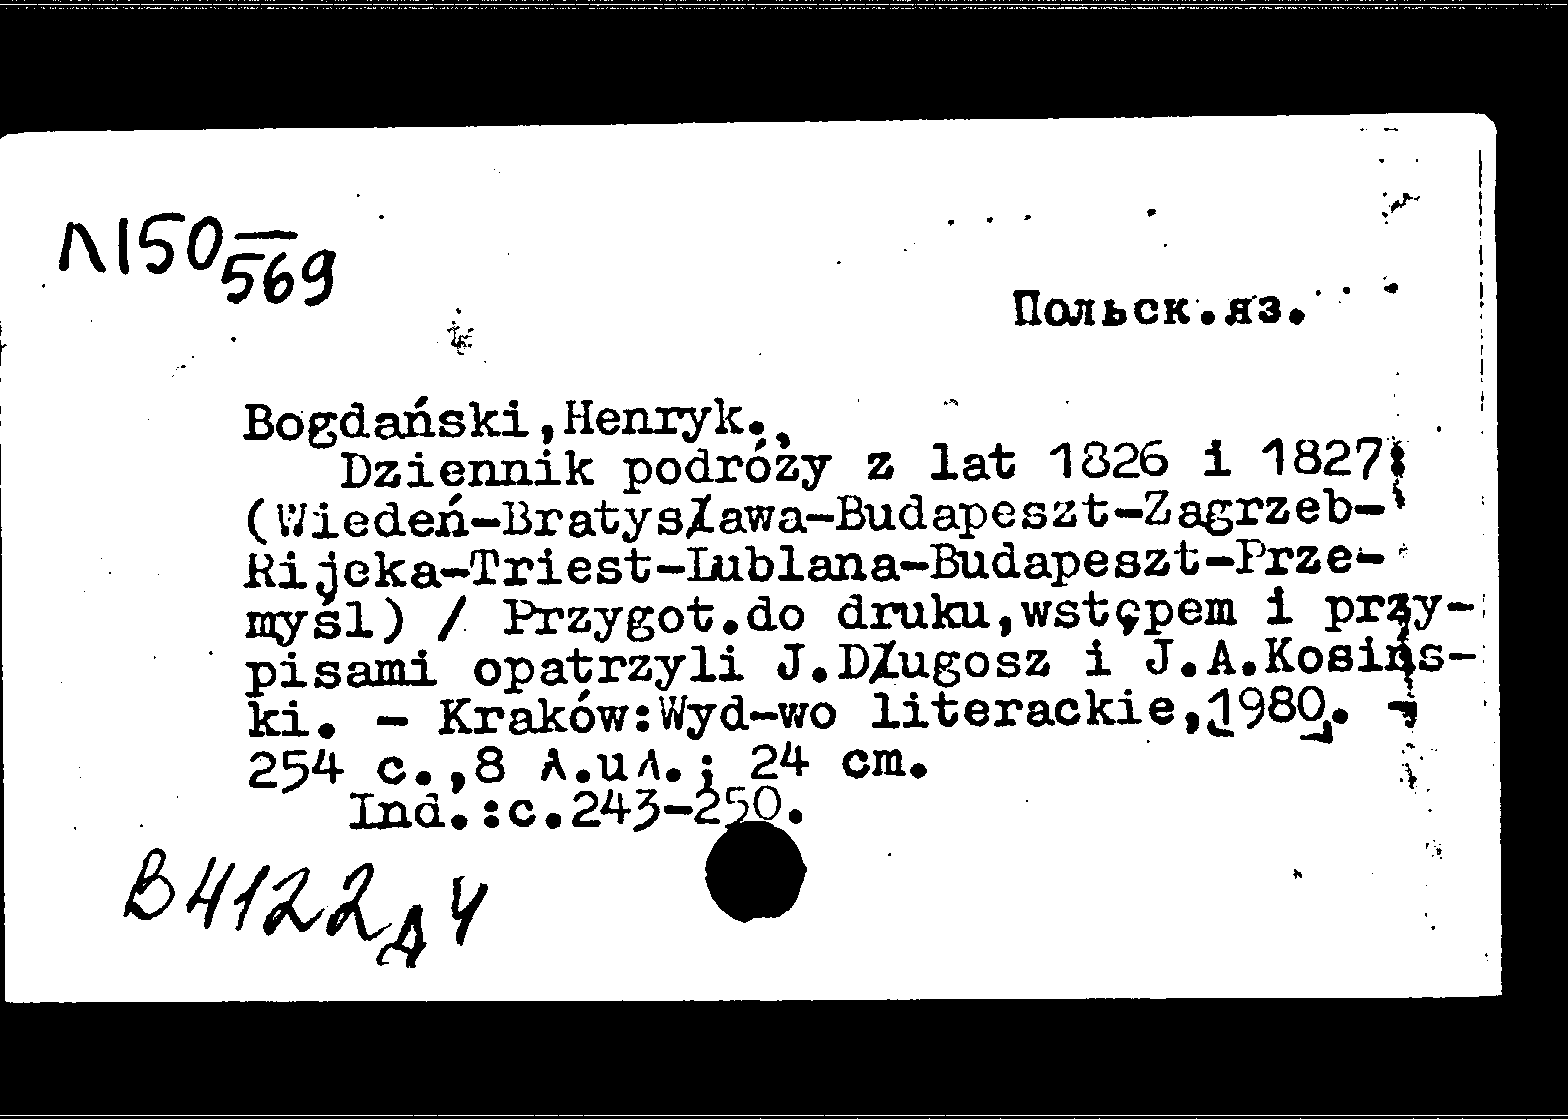 Л150
569
Польск.яз.
Bogdański,Henryk.,
Dziennik podróży z lat 1826 i 1827:
(Wiedeń-Bratysława-Budapeszt-Zagrzeb-
Rijeka-Triest-Lublana-Budapeszt-Prze-
myśl) / Przygot.do druku,wstępem i przy-
pisami opatrzyli J.Długosz i J.A.Kosińs-
ki. - Kraków:Wyd-wo literackie,1980. -
254 с.,8 л.ил.; 24 cm.
Ind.:с.243-250.
В4122 д4